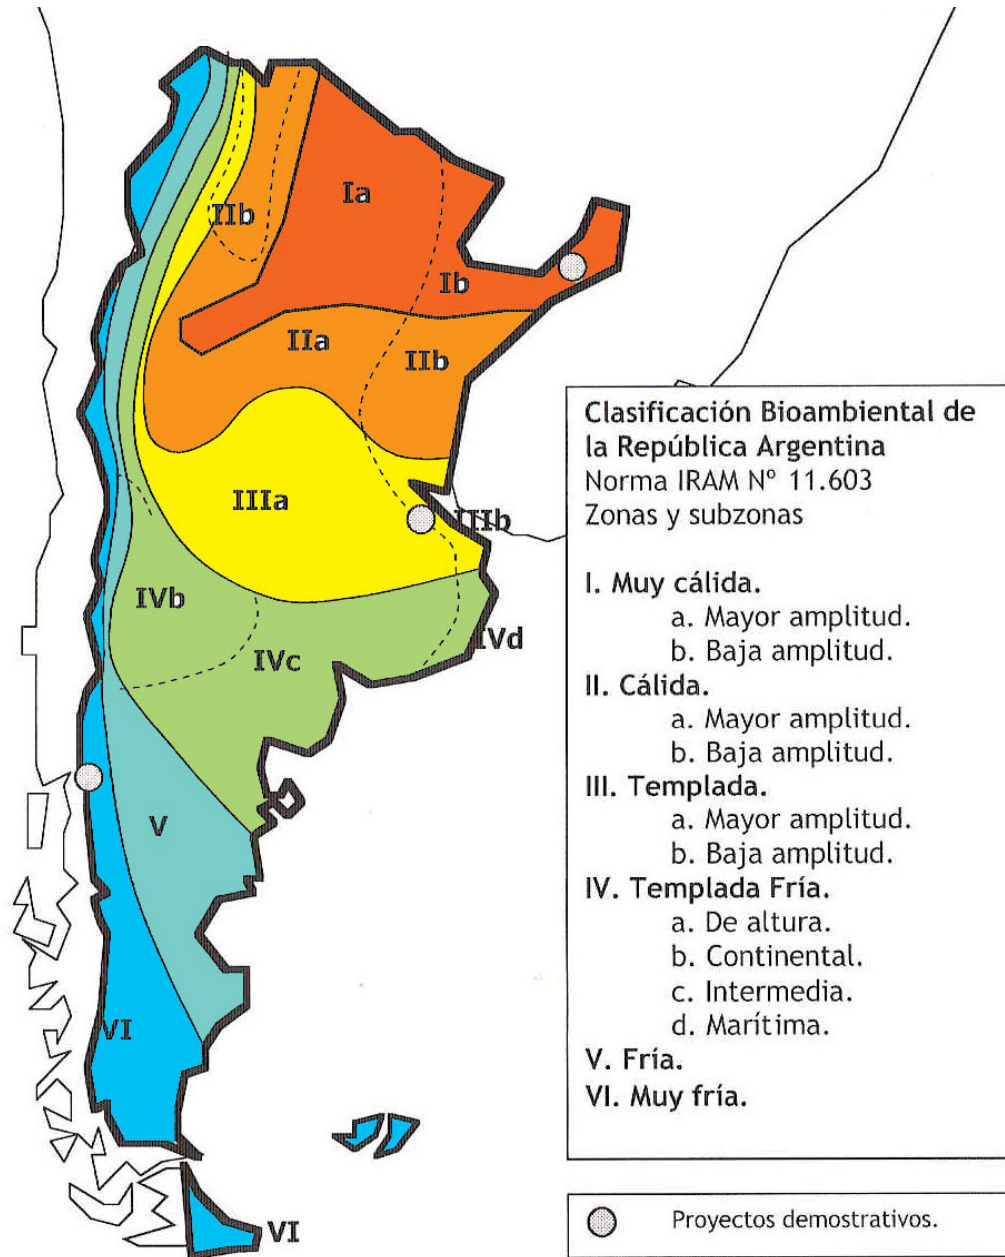 Ia
IIb
Ib
IIa
IIb
IIIa
IIIb
IVb
IVc
IVd
V
VI
VI
Clasificación Bioambiental de
la República Argentina
Norma IRAM Nº 11.603
Zonas y subzonas
I. Muy cálida.
a. Mayor amplitud.
b. Baja amplitud.
II. Cálida.
a. Mayor amplitud.
b. Baja amplitud.
III. Templada.
a. Mayor amplitud.
b. Baja amplitud.
IV. Templada Fría.
a. De altura.
b. Continental.
c. Intermedia.
d. Marítima.
V. Fría.
VI. Muy fría.
Proyectos demostrativos.